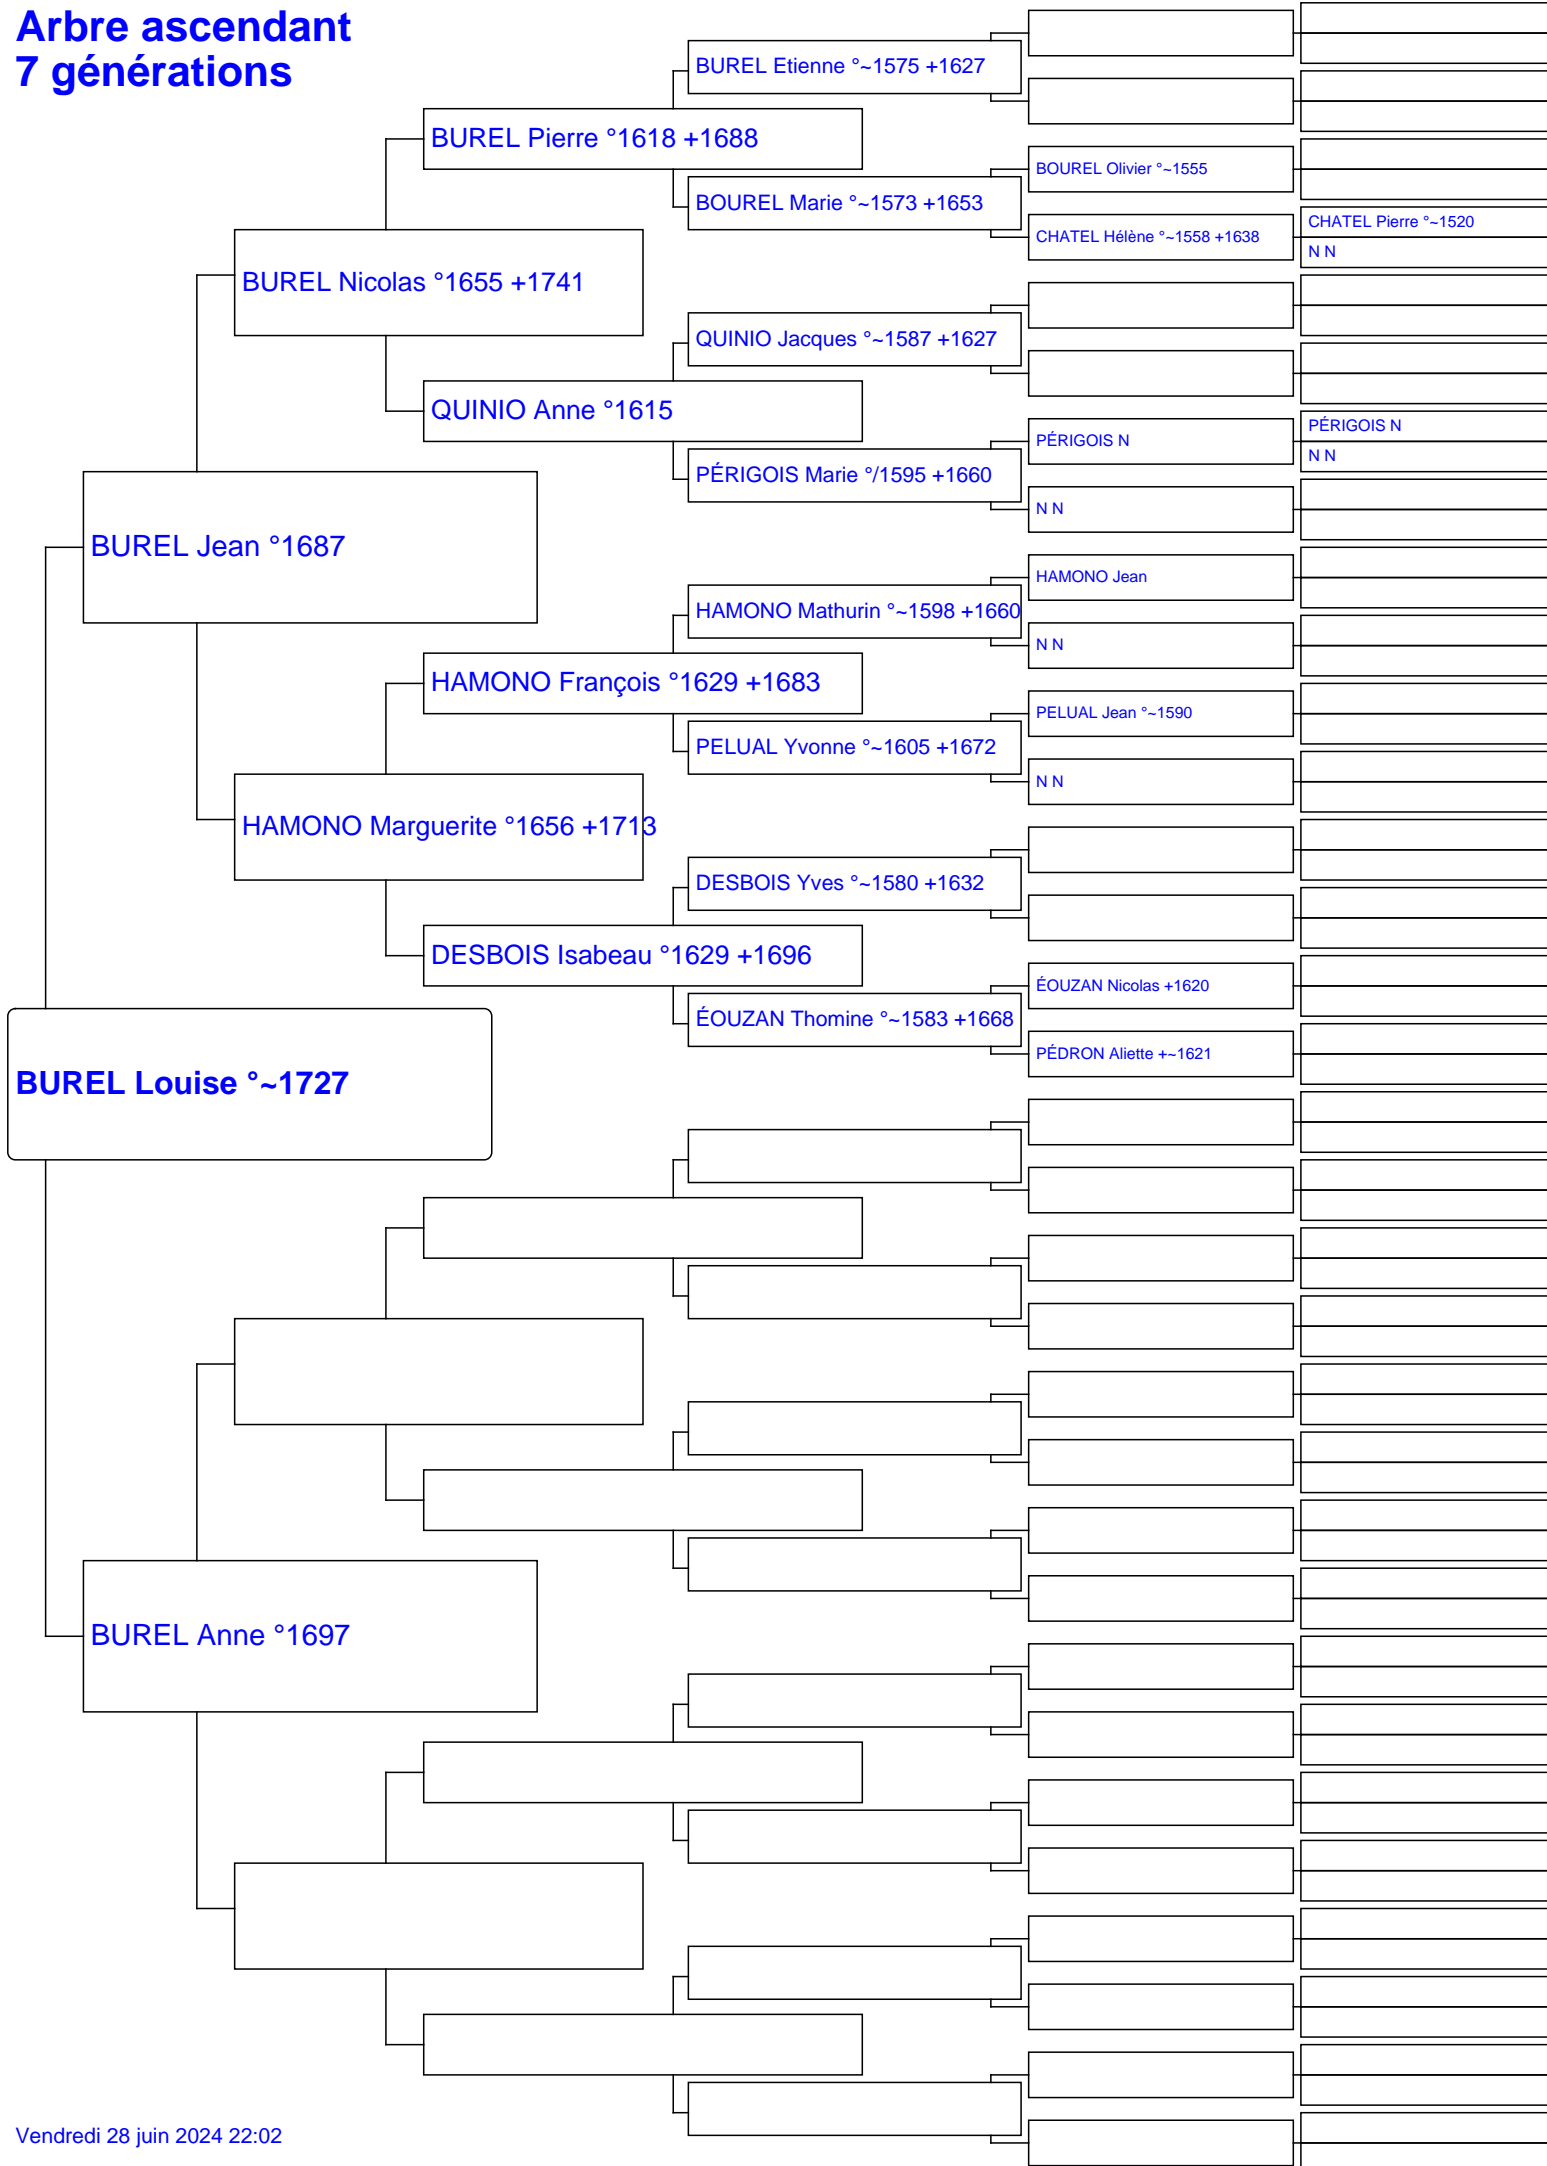 Arbre ascendant
7 générations
BUREL Etienne °~1575 +1627
BUREL Pierre °1618 +1688
BOUREL Olivier °~1555
BOUREL Marie °~1573 +1653
CHATEL Pierre °~1520
CHATEL Hélène °~1558 +1638
N N
BUREL Nicolas °1655 +1741
QUINIO Jacques °~1587 +1627
QUINIO Anne °1615
PÉRIGOIS N
PÉRIGOIS N
N N
PÉRIGOIS Marie °/1595 +1660
N N
BUREL Jean °1687
HAMONO Jean
HAMONO Mathurin °~1598 +1660
N N
HAMONO François °1629 +1683
PELUAL Jean °~1590
PELUAL Yvonne °~1605 +1672
N N
HAMONO Marguerite °1656 +1713
DESBOIS Yves °~1580 +1632
DESBOIS Isabeau °1629 +1696
ÉOUZAN Nicolas +1620
ÉOUZAN Thomine °~1583 +1668
PÉDRON Aliette +~1621
BUREL Louise °~1727
BUREL Anne °1697
Vendredi 28 juin 2024 22:02